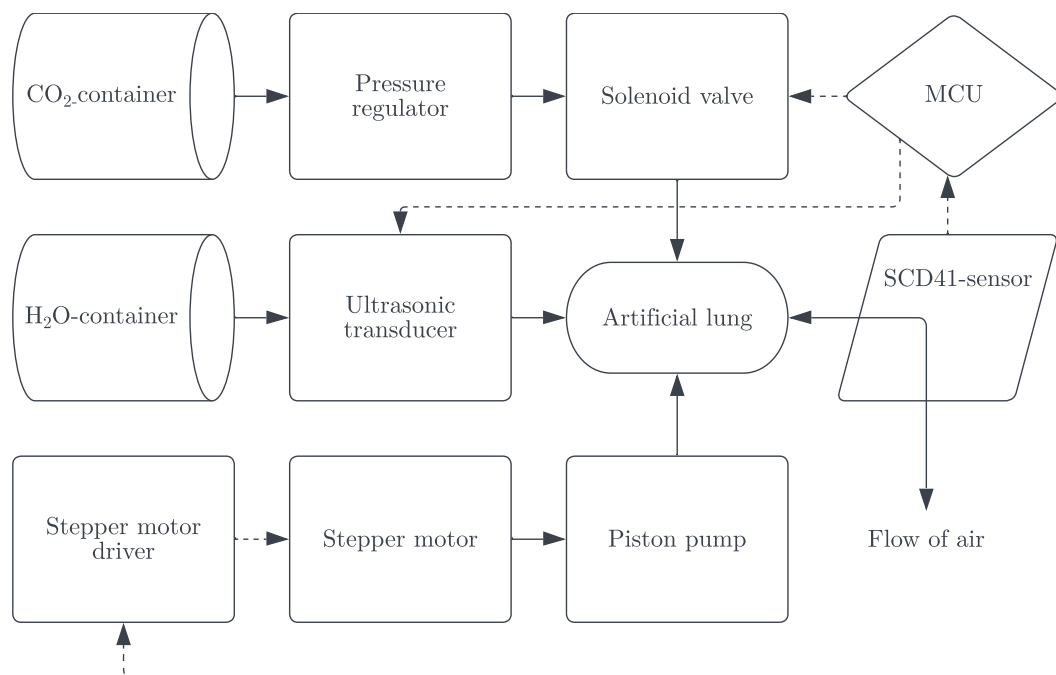 CO₂-container
Pressure
regulator
Solenoid valve
MCU
H₂O-container
Ultrasonic
transducer
Artificial lung
SCD41-sensor
Stepper motor
driver
Stepper motor
Piston pump
Flow of air